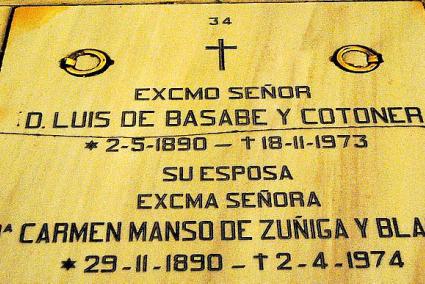 34
EXCMO SEÑOR
D. LUIS DE BASABE Y COTONER
* 2-5-1890 - † 18-11-1973
SU ESPOSA
EXCMA SEÑORA
ª CARMEN MANSO DE ZUÑIGA Y BLA
* 29-11-1890 - † 2-4-1974